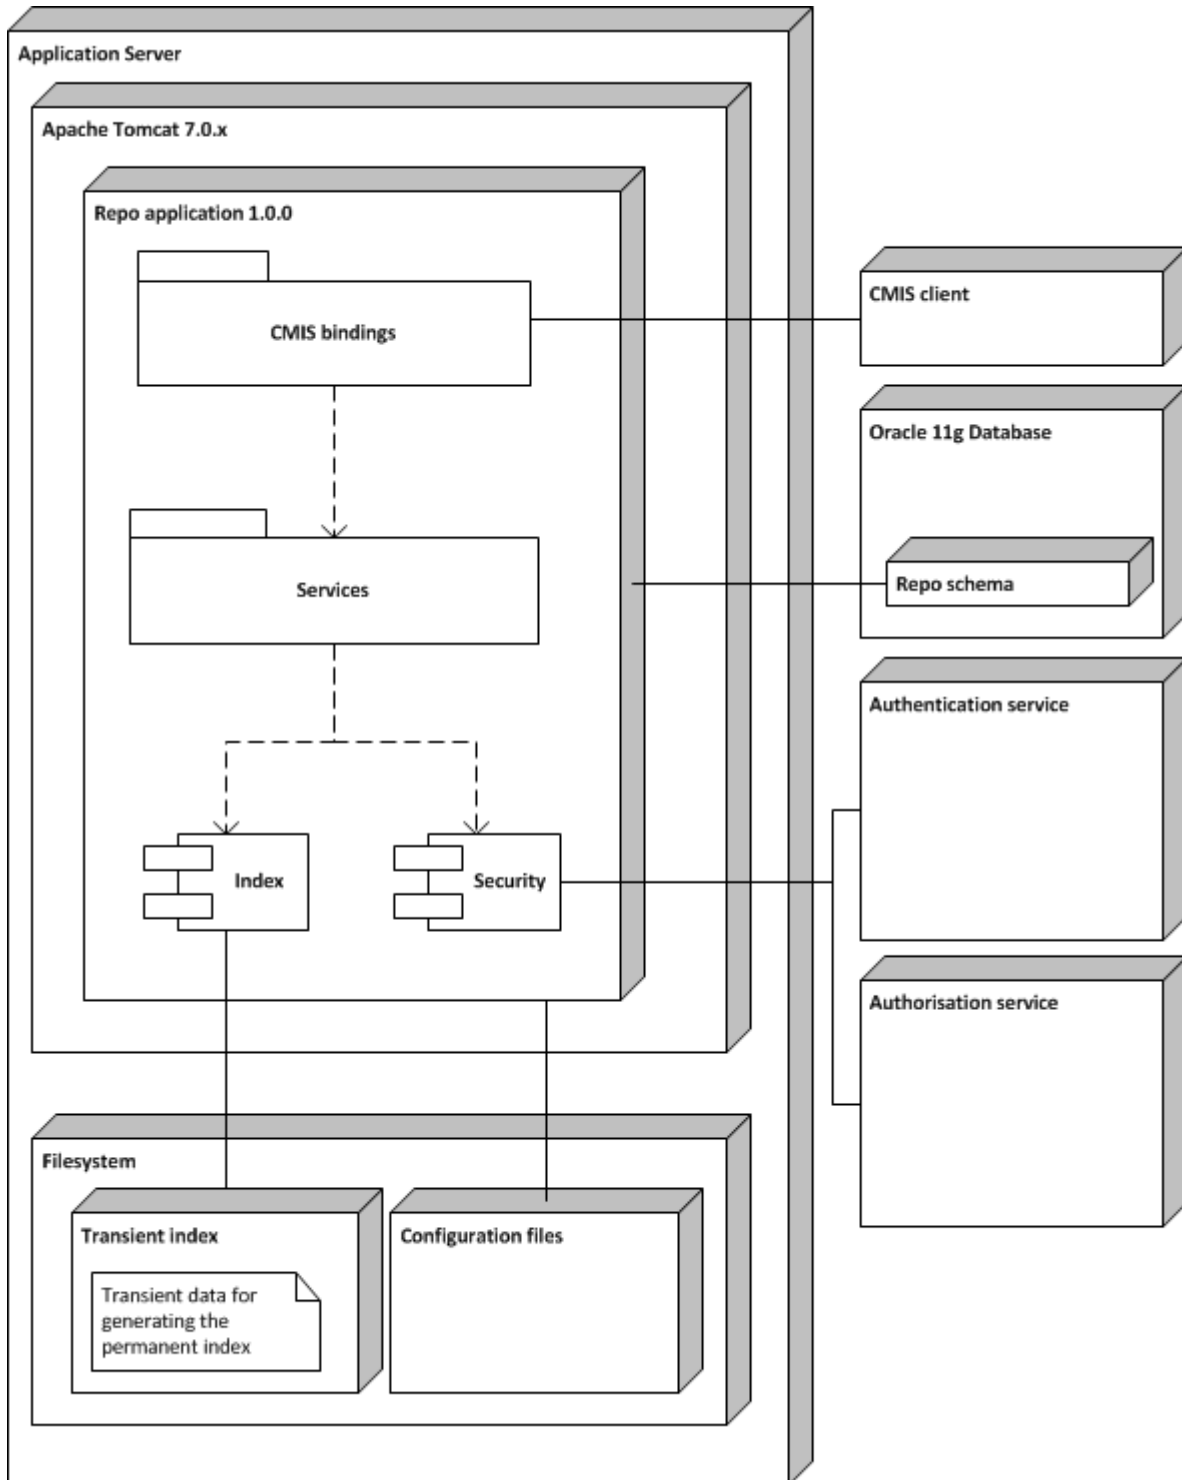 Application Server
Apache Tomcat 7.0.x
Repo application 1.0.0
CMIS bindings
Services
Index
Security
CMIS client
Oracle 11g Database
Repo schema
Authentication service
Authorisation service
Filesystem
Transient index
Transient data for
generating the
permanent index
Configuration files